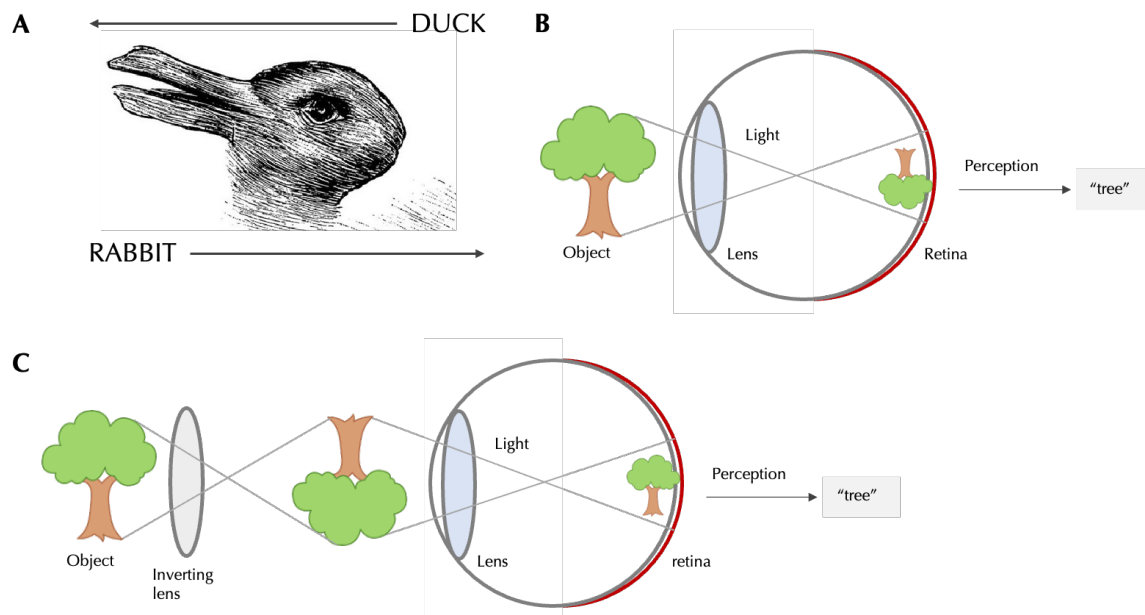 A
DUCK
RABBIT
B
Light
Perception
“tree”
Object
Lens
Retina
C
Light
Perception
“tree”
Object
Inverting
lens
Lens
retina